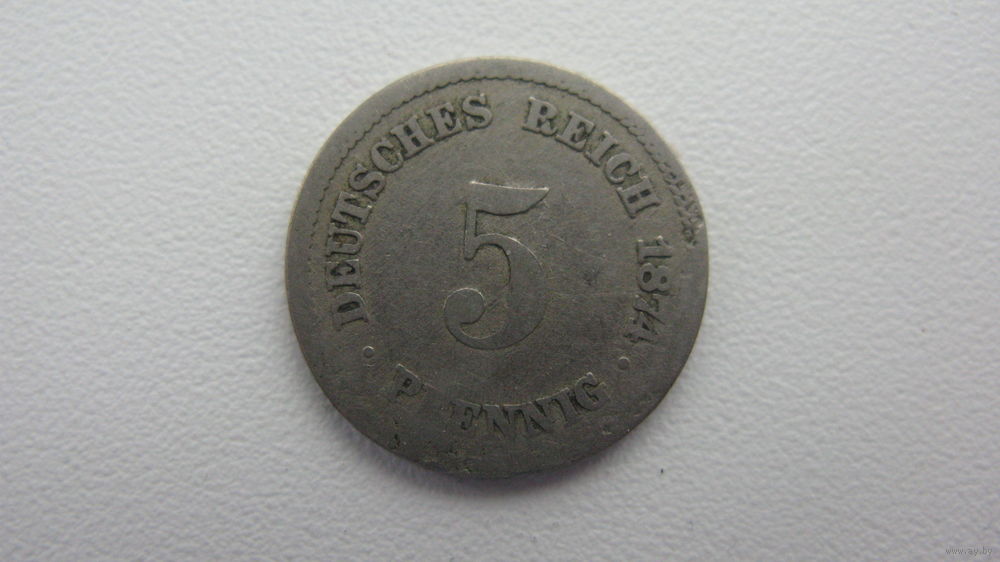 DEUTSCHES REICH 1874
5
PFENNIG
www.ay.by